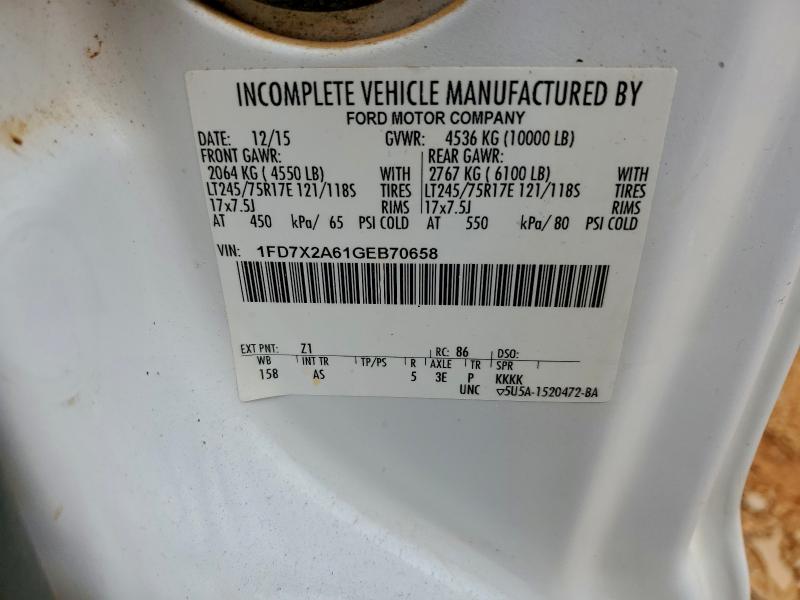 INCOMPLETE VEHICLE MANUFACTURED BY
FORD MOTOR COMPANY
DATE: 12/15 GVWR: 4536 KG (10000 LB)
FRONT GAWR: REAR GAWR:
2064 KG ( 4550 LB) WITH 2767 KG ( 6100 LB) WITH
LT245/75R17E 121/118S TIRES LT245/75R17E 121/118S TIRES
17x7.5J RIMS 17x7.5J RIMS
AT 450 kPa/ 65 PSI COLD AT 550 kPa/ 80 PSI COLD
VIN: 1FD7X2A61GEB70658
EXT PNT: Z1 RC: 86 DSO:
WB INT TR TP/PS R AXLE TR SPR
158 AS 5 3E P KKKK
UNC ▽5U5A-1520472-BA